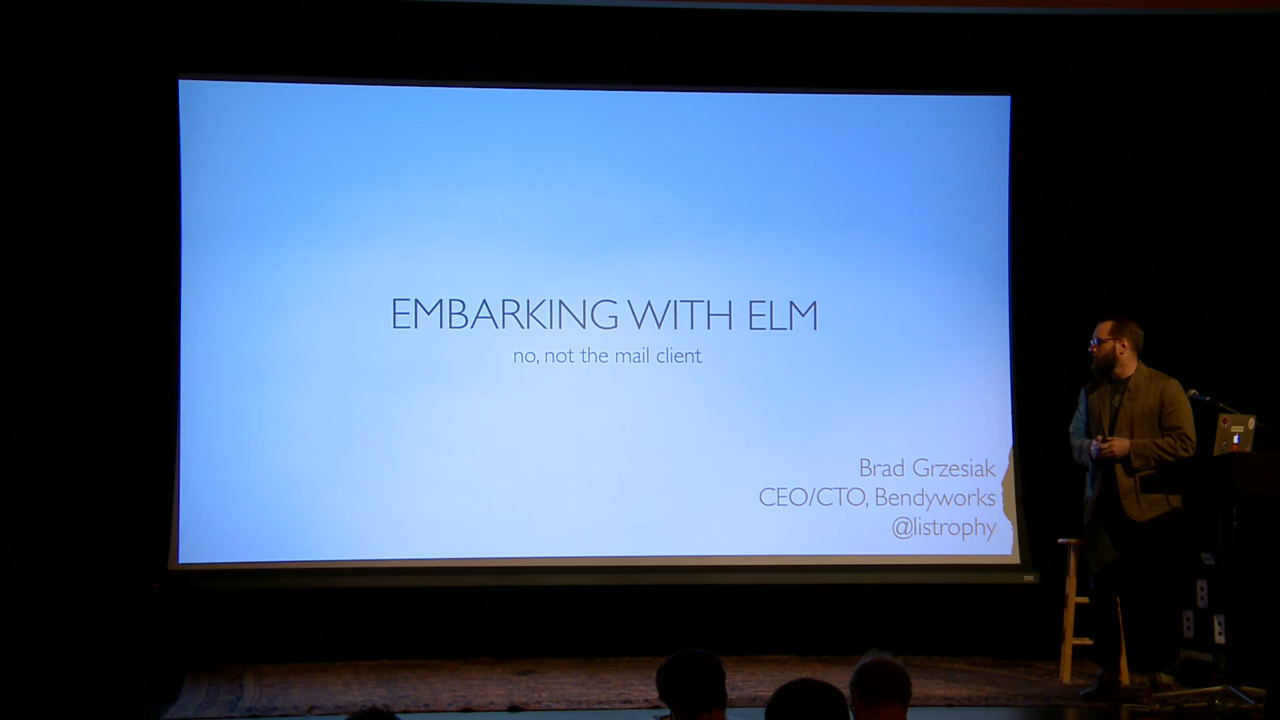 EMBARKING WITH ELM
no, not the mail client
Brad Grzesiak
CEO/CTO, Bendyworks
@listrophy